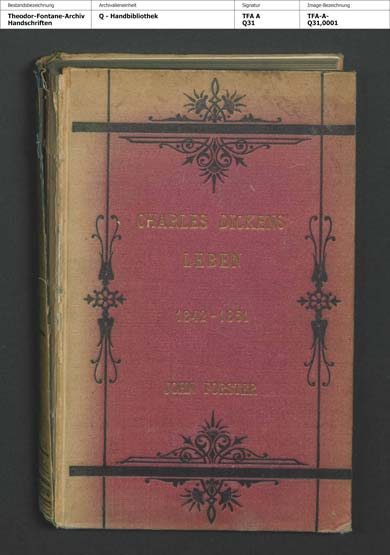 Bestandsbezeichnung
Archivalieneinheit
Signatur
Image-Bezeichnung
Theodor-Fontane-Archiv
Handschriften
Q - Handbibliothek
TFA A
Q31
TFA-A-
Q31,0001
CHARLES DICKENS'
LEBEN
1842-1851
JOHN FORSTER